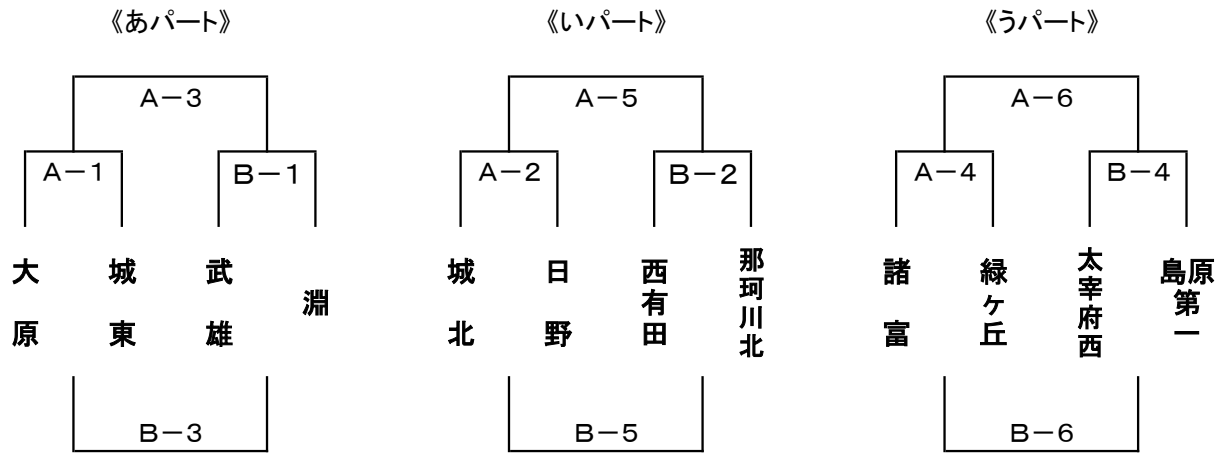 《あパート》
《いパート》
《うパート》
A－3
A－5
A－6
A－1
B－1
A－2
B－2
A－4
B－4
大原
城東
武雄
淵
城北
日野
西有田
那珂川北
諸富
緑ヶ丘
太宰府西
島原第一
B－3
B－5
B－6